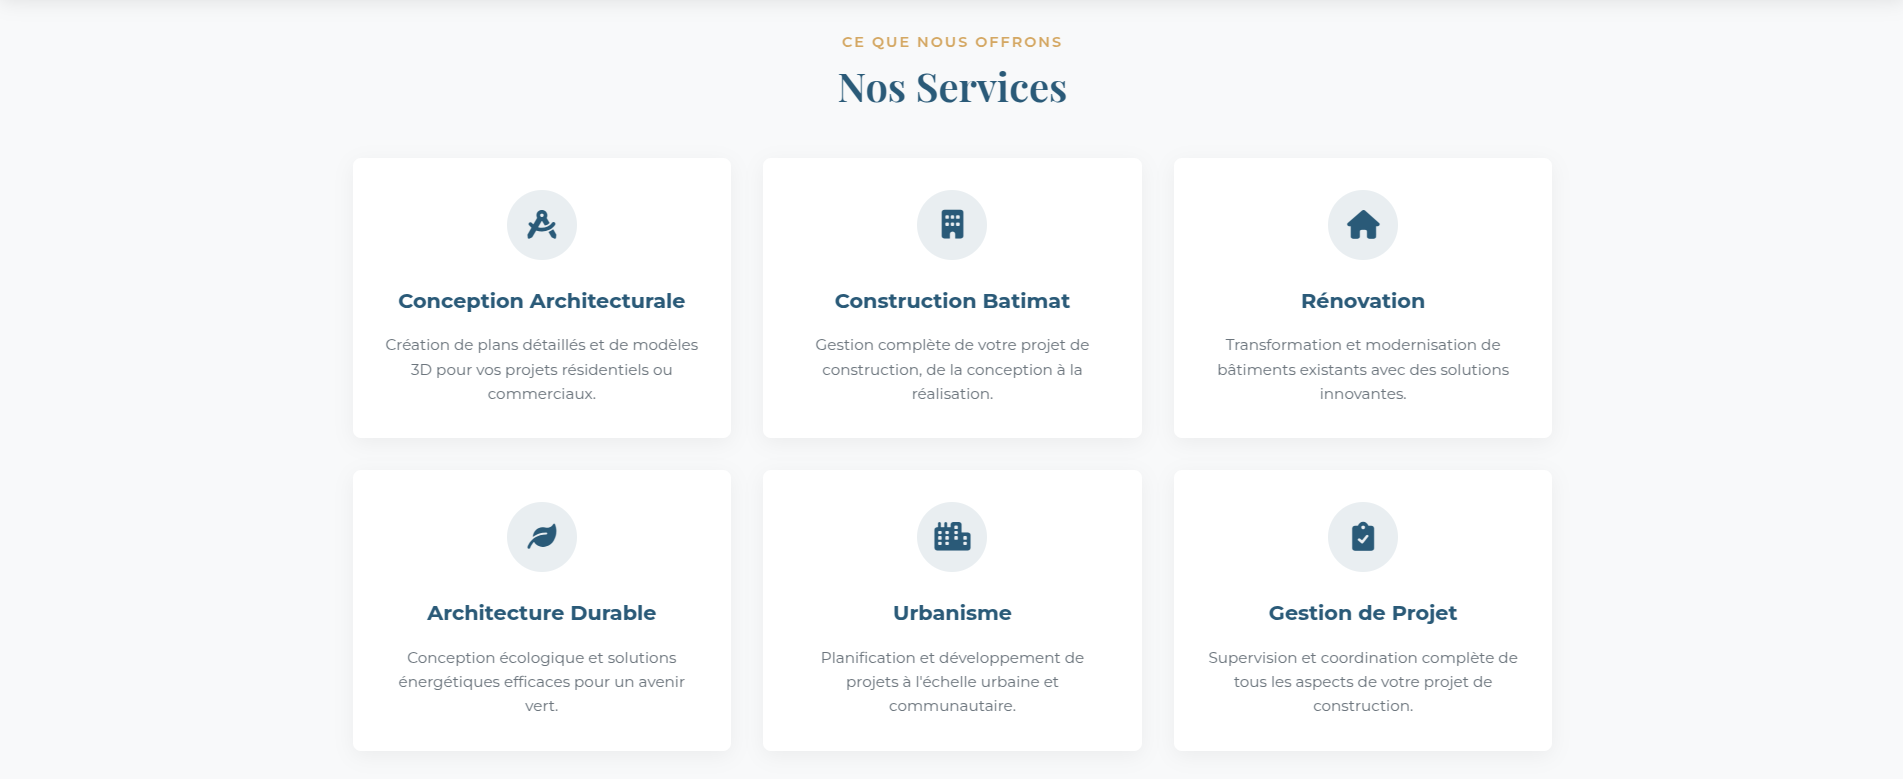 CE QUE NOUS OFFRONS
Nos Services
Conception Architecturale
Création de plans détaillés et de modèles
3D pour vos projets résidentiels ou
commerciaux.
Construction Batimat
Gestion complète de votre projet de
construction, de la conception à la
réalisation.
Rénovation
Transformation et modernisation de
bâtiments existants avec des solutions
innovantes.
Architecture Durable
Conception écologique et solutions
énergétiques efficaces pour un avenir
vert.
Urbanisme
Planification et développement de
projets à l'échelle urbaine et
communautaire.
Gestion de Projet
Supervision et coordination complète de
tous les aspects de votre projet de
construction.